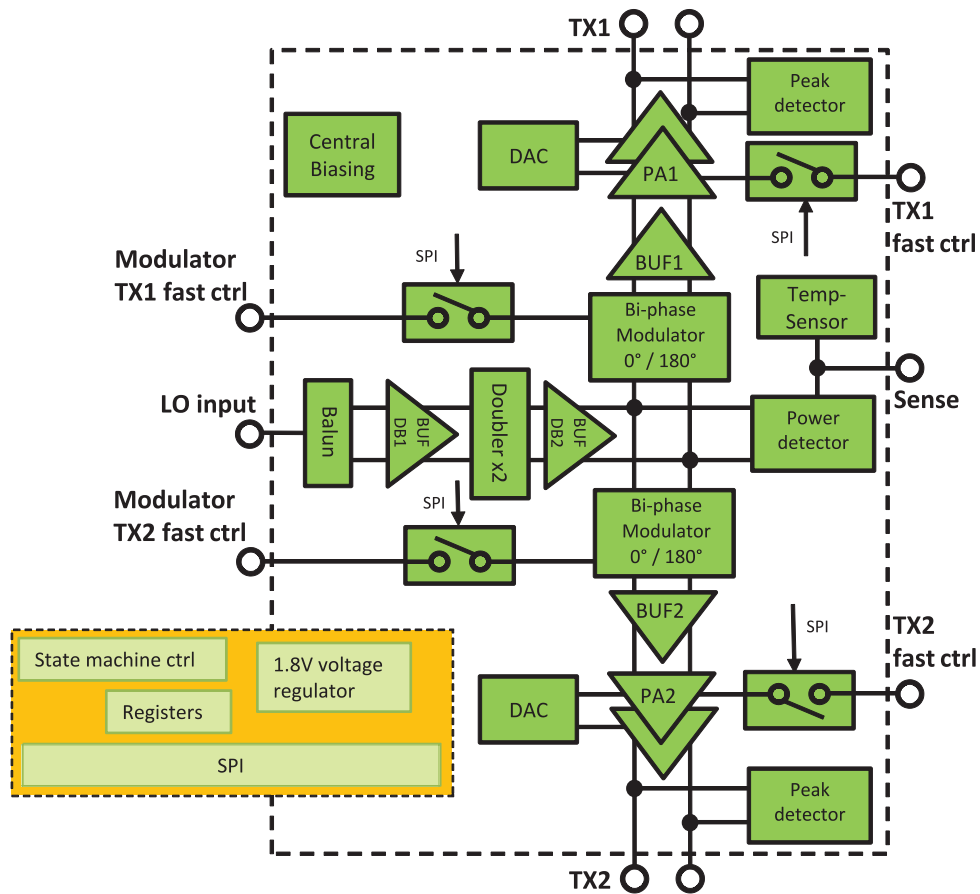 TX1
Peak
detector
Central
Biasing
DAC
PA1
TX1
fast ctrl
SPI
Modulator
TX1 fast ctrl
SPI
BUF1
Bi-phase
Modulator
0° / 180°
Temp-
Sensor
LO input
Balun
BUF
DB1
Doubler x2
BUF
DB2
Power
detector
Sense
Modulator
TX2 fast ctrl
SPI
Bi-phase
Modulator
0° / 180°
BUF2
SPI
TX2
fast ctrl
State machine ctrl
1.8V voltage
regulator
Registers
SPI
DAC
PA2
Peak
detector
TX2